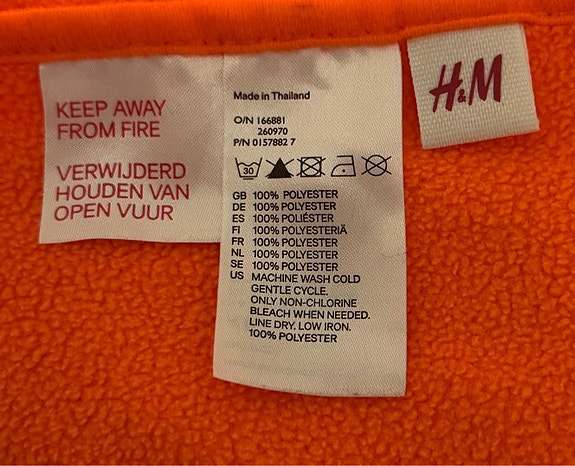 KEEP AWAY
FROM FIRE
VERWIJDERD
HOUDEN VAN
OPEN VUUR
Made in Thailand
O/N 166881
260970
P/N 0157882 7
30
GB 100% POLYESTER
DE 100% POLYESTER
ES 100% POLIÉSTER
FI 100% POLYESTERIÄ
FR 100% POLYESTER
NL 100% POLYESTER
SE 100% POLYESTER
US MACHINE WASH COLD
GENTLE CYCLE.
ONLY NON-CHLORINE
BLEACH WHEN NEEDED.
LINE DRY. LOW IRON.
100% POLYESTER
H&M